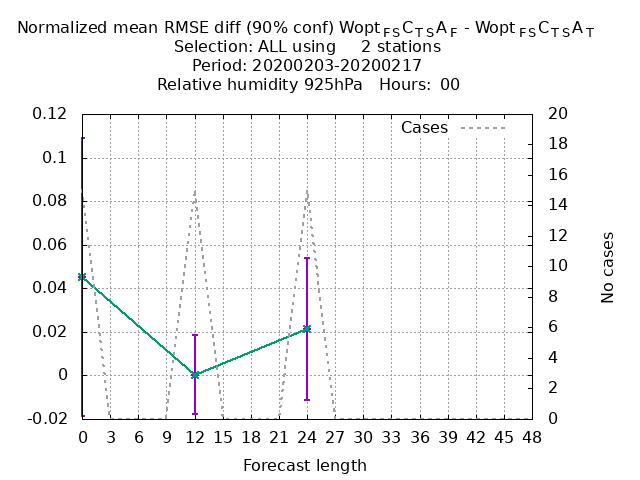 Normalized mean RMSE diff (90% conf) Wopt FS C TS A F - Wopt FS C TS A T
Selection: ALL using 2 stations
Period: 20200203-20200217
Relative humidity 925hPa Hours: 00
Cases
0.12
0.1
0.08
0.06
0.04
0.02
0
-0.02
20
18
16
14
12
10
8
6
4
2
0
No cases
0 3 6 9 12 15 18 21 24 27 30 33 36 39 42 45 48
Forecast length